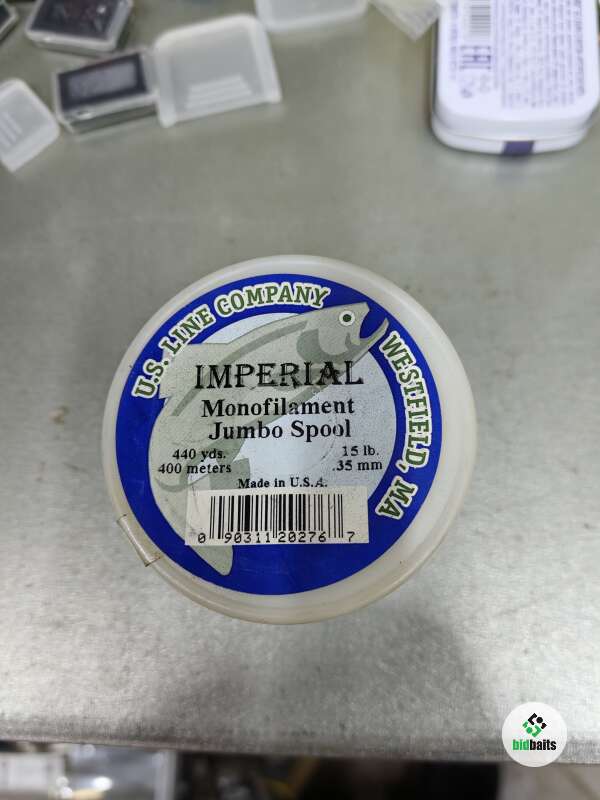 U.S. LINE COMPANY
WESTFIELD, MA
IMPERIAL
Monofilament
Jumbo Spool
440 yds. 15 lb.
400 meters .35 mm
Made in U.S.A.
0 90311 20276 7
EAC
bidbaits